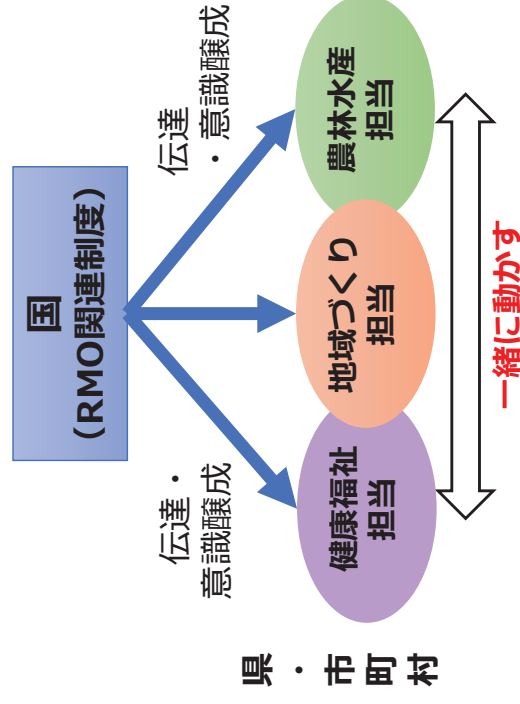 国
（RMO関連制度）
伝達・
意識醸成
伝達
・意識醸成
県・市町村
健康福祉
担当
地域づくり
担当
農林水産
担当
一緒に動かす